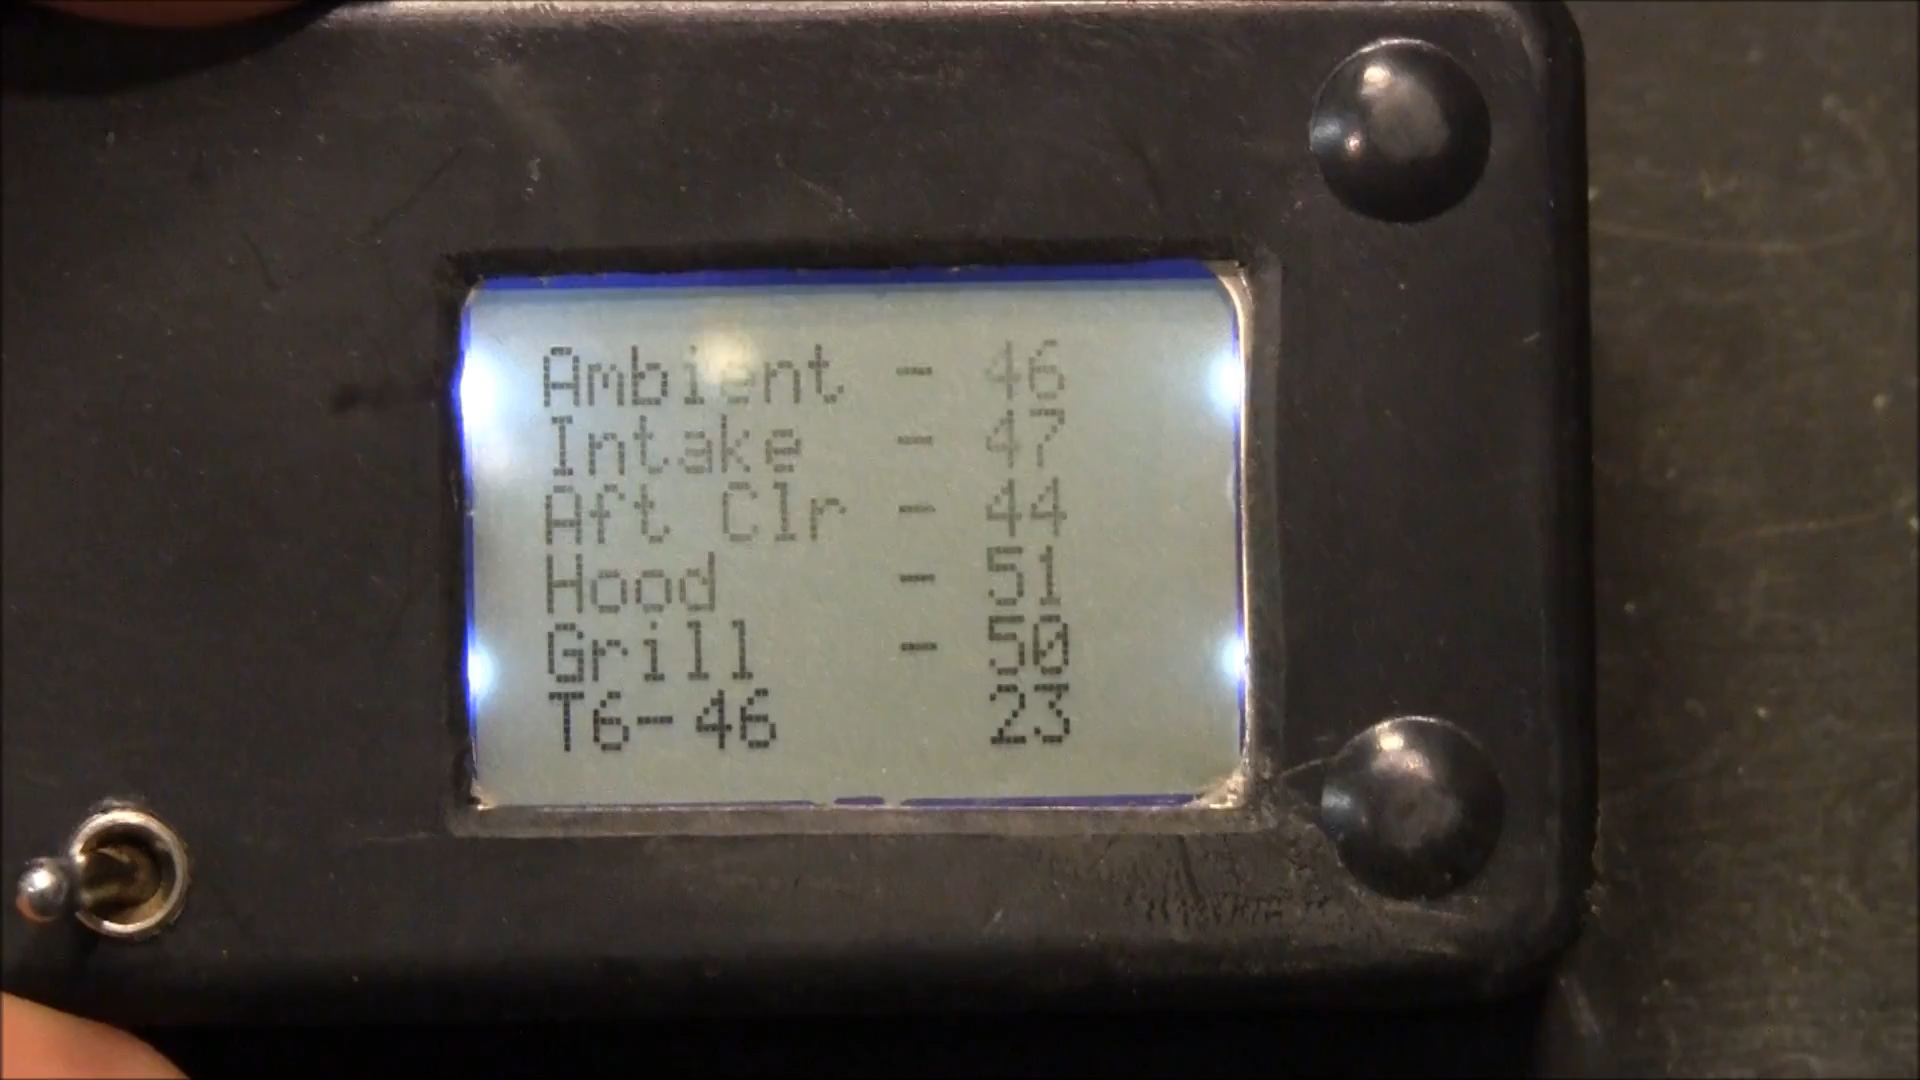 Ambient - 46
Intake - 47
Aft Clr - 44
Hood - 51
Grill - 50
T6-46 23